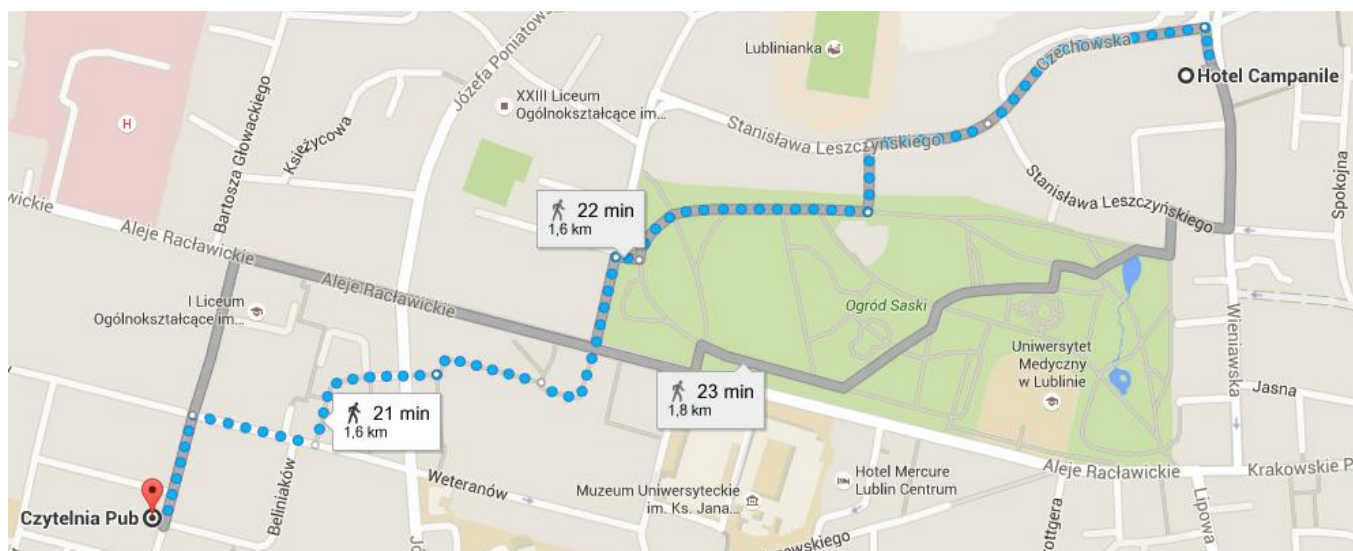 Lublinianka
Czechowska
Hotel Campanile
Józefa Poniatows
XXIII Liceum
Ogólnokształcące im...
Bartosza Głowackiego
Księżycowa
H
Stanisława Leszczyńskiego
Stanisława Leszczyńskiego
Spokojna
wickie
22 min
1,6 km
Aleje Racławickie
Aleje Racławickie
I Liceum
Ogólnokształcące im...
Ogród Saski
Uniwersytet
Medyczny
w Lublinie
Wieniawska
Jasna
23 min
1,8 km
21 min
1,6 km
Weteranów
Beliniaków
Hotel Mercure
Lublin Centrum
Aleje Racławickie
Krakowskie P
Muzeum Uniwersyteckie
im. Ks. Jana...
Lipowa
Czytelnia Pub
Jó
ottgera